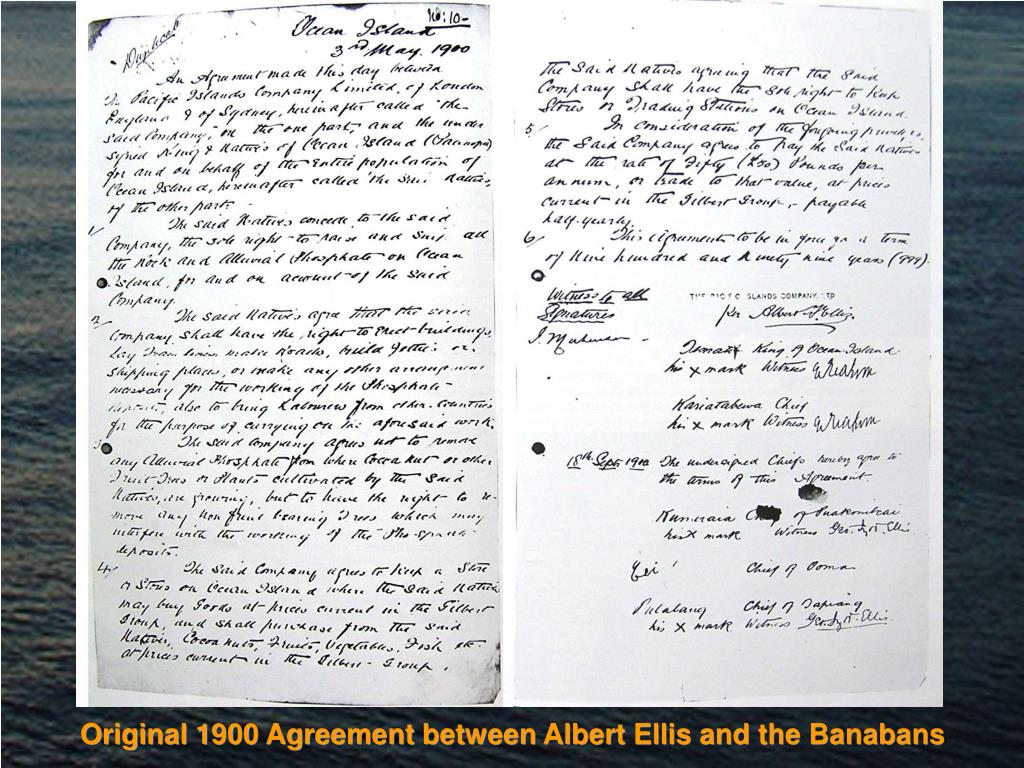 No: 10-
Duplicate
Ocean Island
3rd May. 1900
An Agreement made this day between
The Pacific Islands Company Limited, of London
England & of Sydney, hereinafter called "the
said Company," on the one part, and the under
signed King & Natives of Ocean Island (Paanopa)
for and on behalf of the entire population of
Ocean Island, hereinafter called "the said Natives,
of the other part:-
1/ The said Natives concede to the said
Company, the sole right to raise and ship all
the Rock and Alluvial Phosphate on Ocean
Island, for and on account of the said
Company.
2/ The said Natives agree that the said
Company shall have the right to erect buildings,
lay tram lines make Roads, build Jetties or
shipping places, or make any other arrangement
necessary for the working of the Phosphate
deposits, also to bring Labourers from other Countries
for the purpose of carrying on the aforesaid work.
3/ The said Company agrees not to remove
any Alluvial Phosphate from where Cocoa nut or other
Fruit Trees or Plants cultivated by the said
Natives, are growing, but to have the right to re-
move any non fruit bearing Trees which may
interfere with the working of the Phosphate
deposits.
4/ The said Company agrees to keep a Store
or Stores on Ocean Island where the said Natives
may buy Goods at prices current in the Gilbert
Group, and shall purchase from the said
Natives, Cocoa nuts, Fruits, Vegetables, Fish etc-
at prices current in the Gilbert Group,
the said Natives agreeing that the said
Company shall have the sole right to keep
Stores or Trading Stations on Ocean Island.
5/ In consideration of the foregoing
the said Company agrees to pay the said Natives
at the rate of Fifty (£50) Pounds per
annum, or trade to that value, at prices
current in the Gilbert Group,- payable
half-yearly.
6/ This Agreement to be in force for a term
of Nine hundred and Ninety nine years (999).
Witness to all
Signatures
THE PACIFIC ISLANDS COMPANY, LTD
per Albert F Ellis
King of Ocean Island
his x mark Witness
Kariatabewa Chief
his x mark Witness
18th Sept 1900 The undersigned Chiefs hereby agree to
the terms of this Agreement.
Kumeraia of
his x mark Witness Geo. Ellis
Chief of Ooma
Pulalang Chief of Tapiang
his x mark Witness Geo Ellis.
Original 1900 Agreement between Albert Ellis and the Banabans